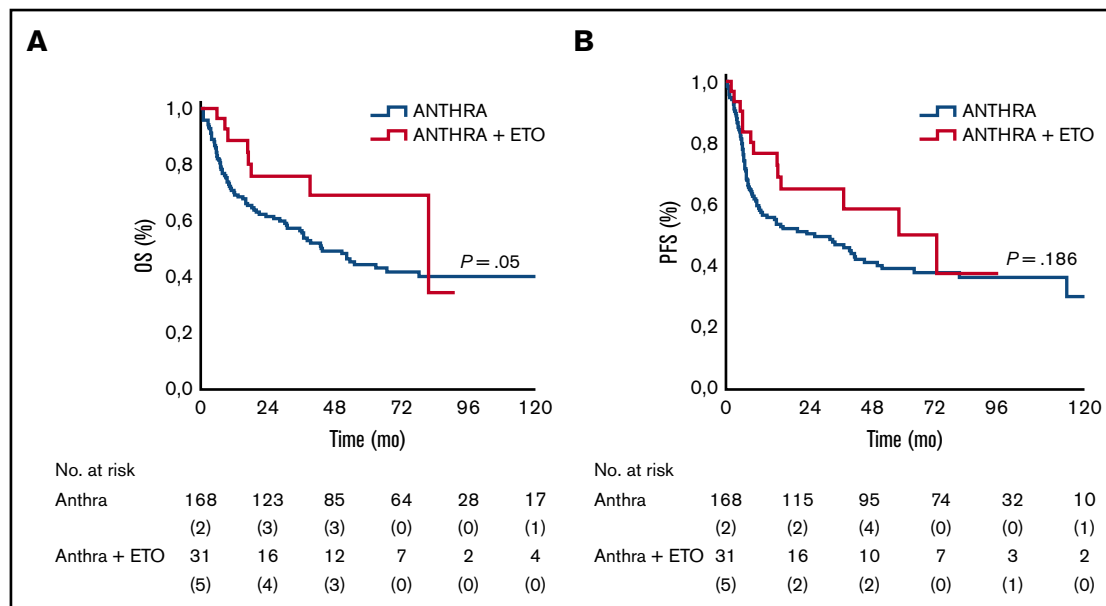 A
OS (%)
1,0
0,8
0,6
0,4
0,2
0,0
ANTHRA
ANTHRA + ETO
P = .05
0 24 48 72 96 120
Time (mo)
No. at risk
Anthra 168 123 85 64 28 17
(2) (3) (3) (0) (0) (1)
Anthra + ETO 31 16 12 7 2 4
(5) (4) (3) (0) (0) (0)
B
PFS (%)
1,0
0,8
0,6
0,4
0,2
0,0
ANTHRA
ANTHRA + ETO
P = .186
0 24 48 72 96 120
Time (mo)
No. at risk
Anthra 168 115 95 74 32 10
(2) (2) (4) (0) (0) (1)
Anthra + ETO 31 16 10 7 3 2
(5) (2) (2) (0) (1) (0)